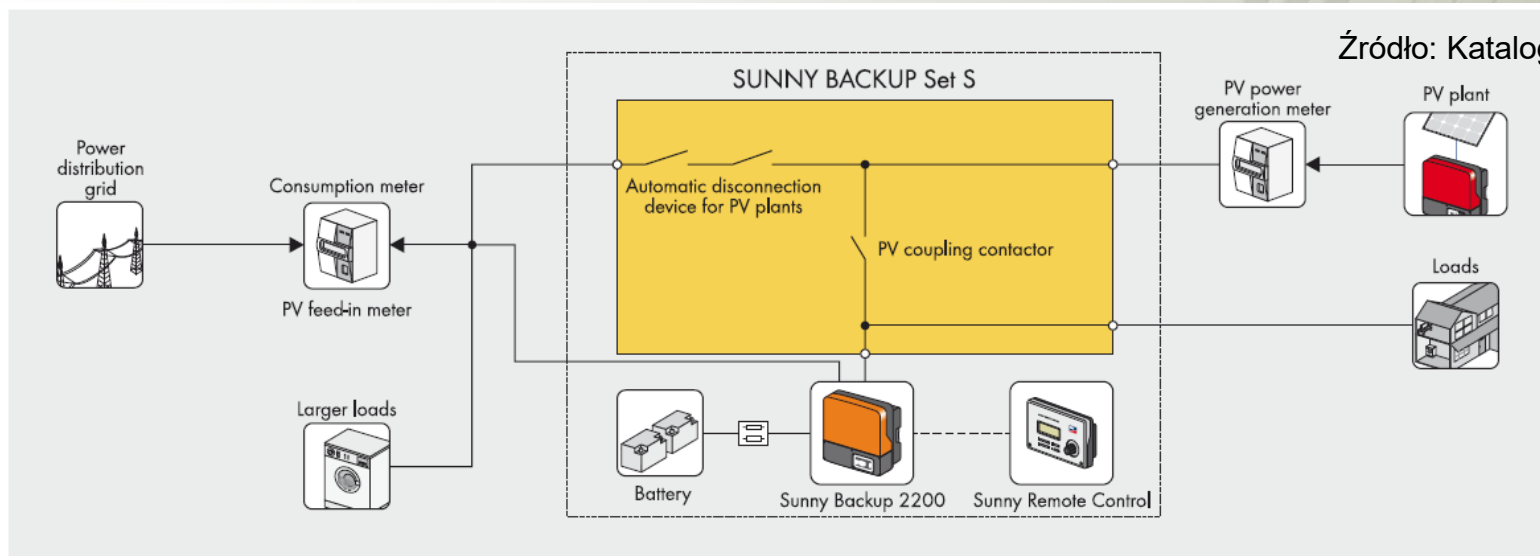 Źródło: Katalog
SUNNY BACKUP Set S
PV power
generation meter
PV plant
Power
distribution
grid
Consumption meter
Automatic disconnection
device for PV plants
PV coupling contactor
Loads
PV feed-in meter
Larger loads
Battery
Sunny Backup 2200
Sunny Remote Control